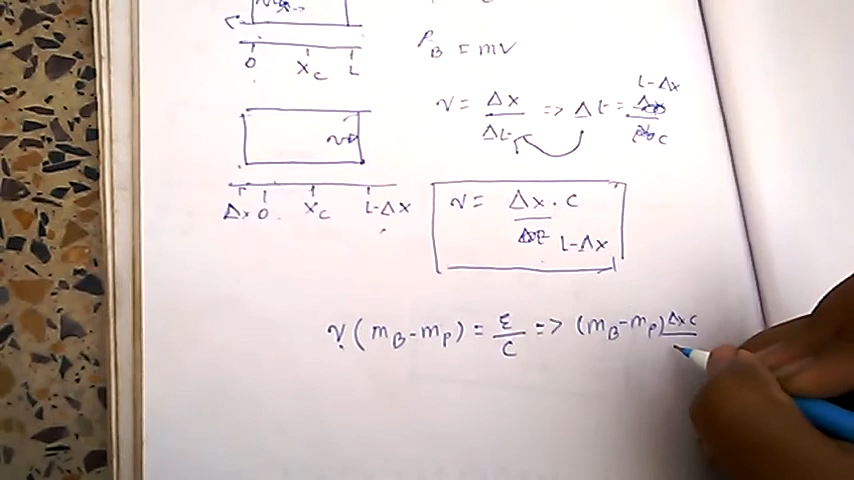 0 X_C L
P_B = mV
v = Δx/Δt => Δt = L-Δx/c
Δx 0 X_C L-Δx
v = Δx · c/L-Δx
v(m_B-m_P) = ε/c => (m_B-m_P) Δx c